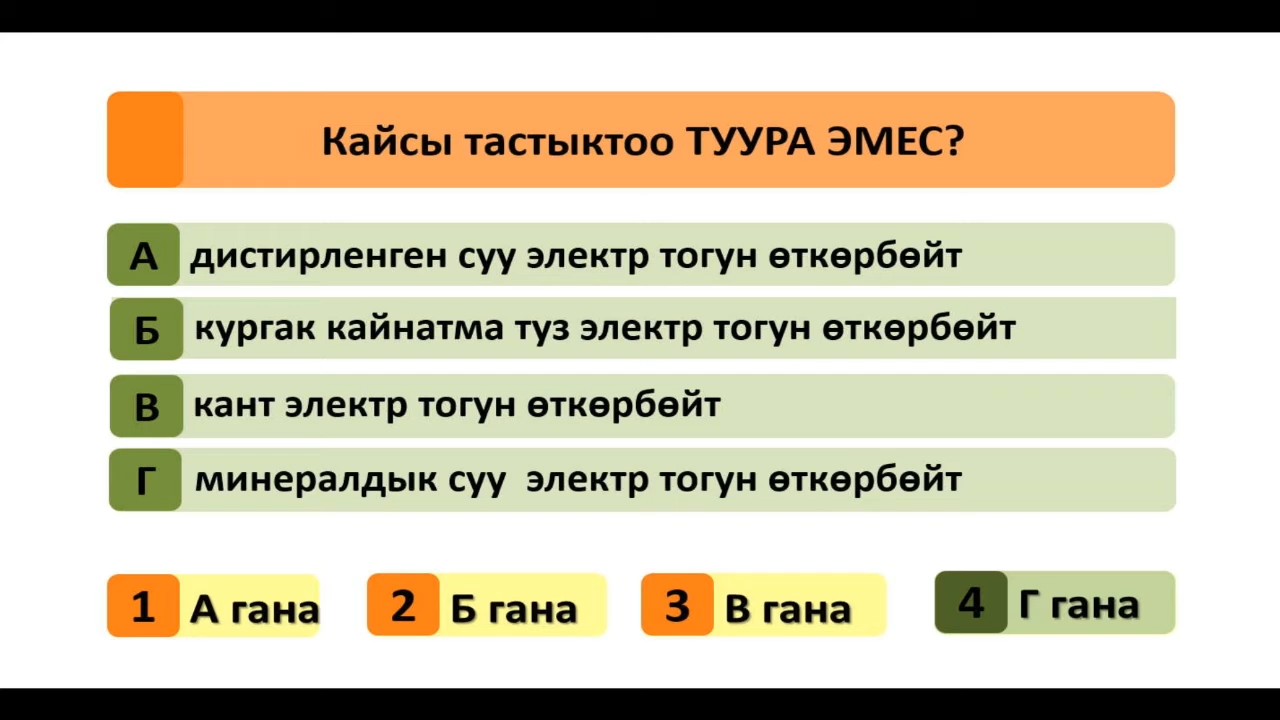 Кайсы тастыктоо ТУУРА ЭМЕС?
А дистирленген суу электр тогун өткөрбөйт
Б кургак кайнатма туз электр тогун өткөрбөйт
В кант электр тогун өткөрбөйт
Г минералдык суу электр тогун өткөрбөйт
1 А гана 2 Б гана 3 В гана 4 Г гана